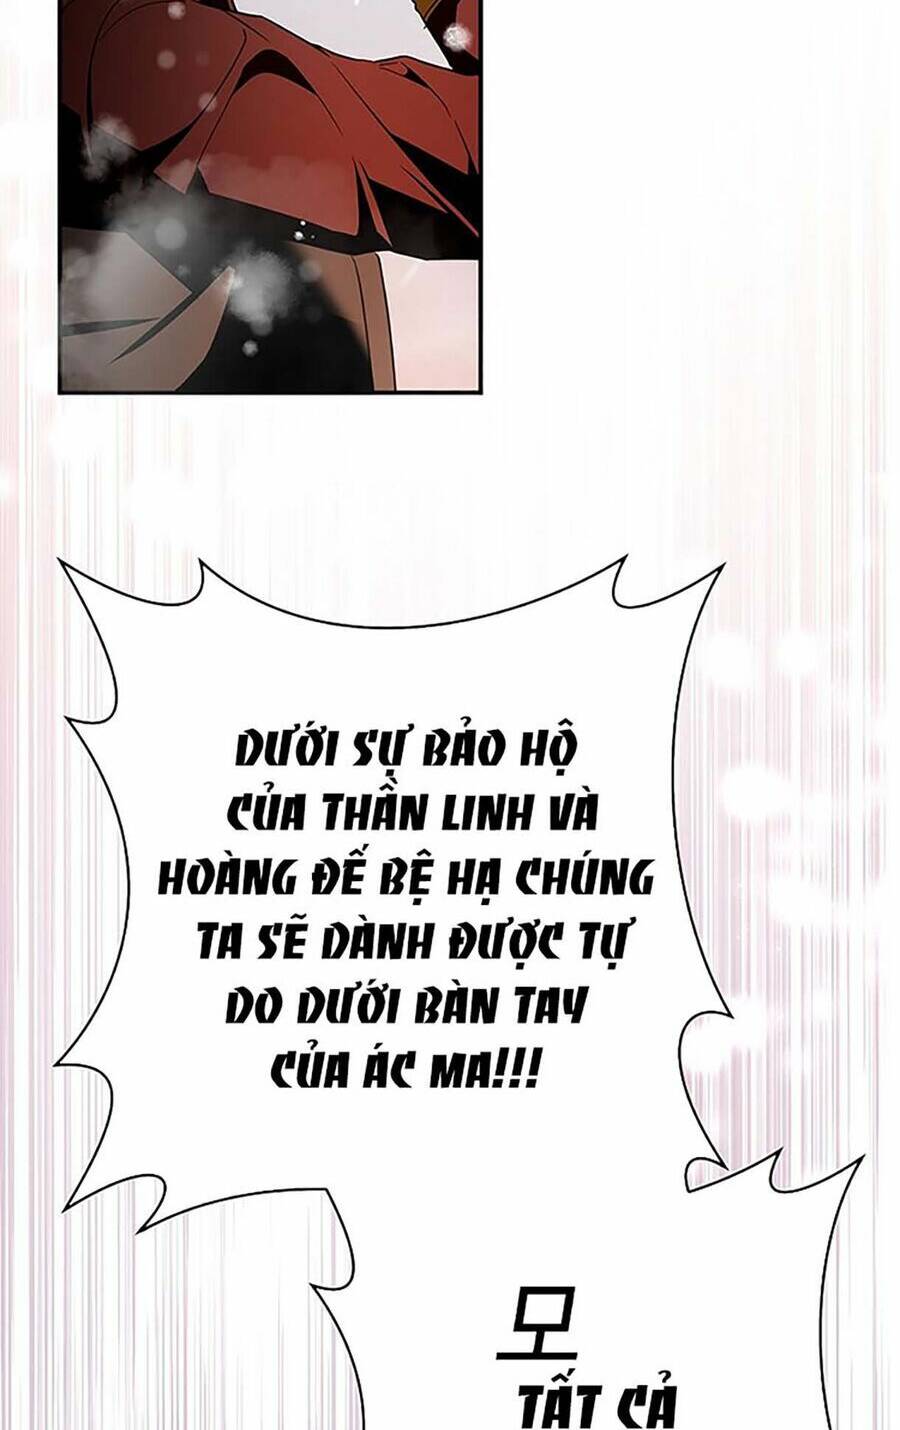 DƯỚI SỰ BẢO HỘ
CỦA THẦN LINH VÀ
HOÀNG ĐẾ BỆ HẠ CHÚNG
TA SẼ DÀNH ĐƯỢC TỰ
DO DƯỚI BÀN TAY
CỦA ÁC MA!!!
모
TẤT CẢ